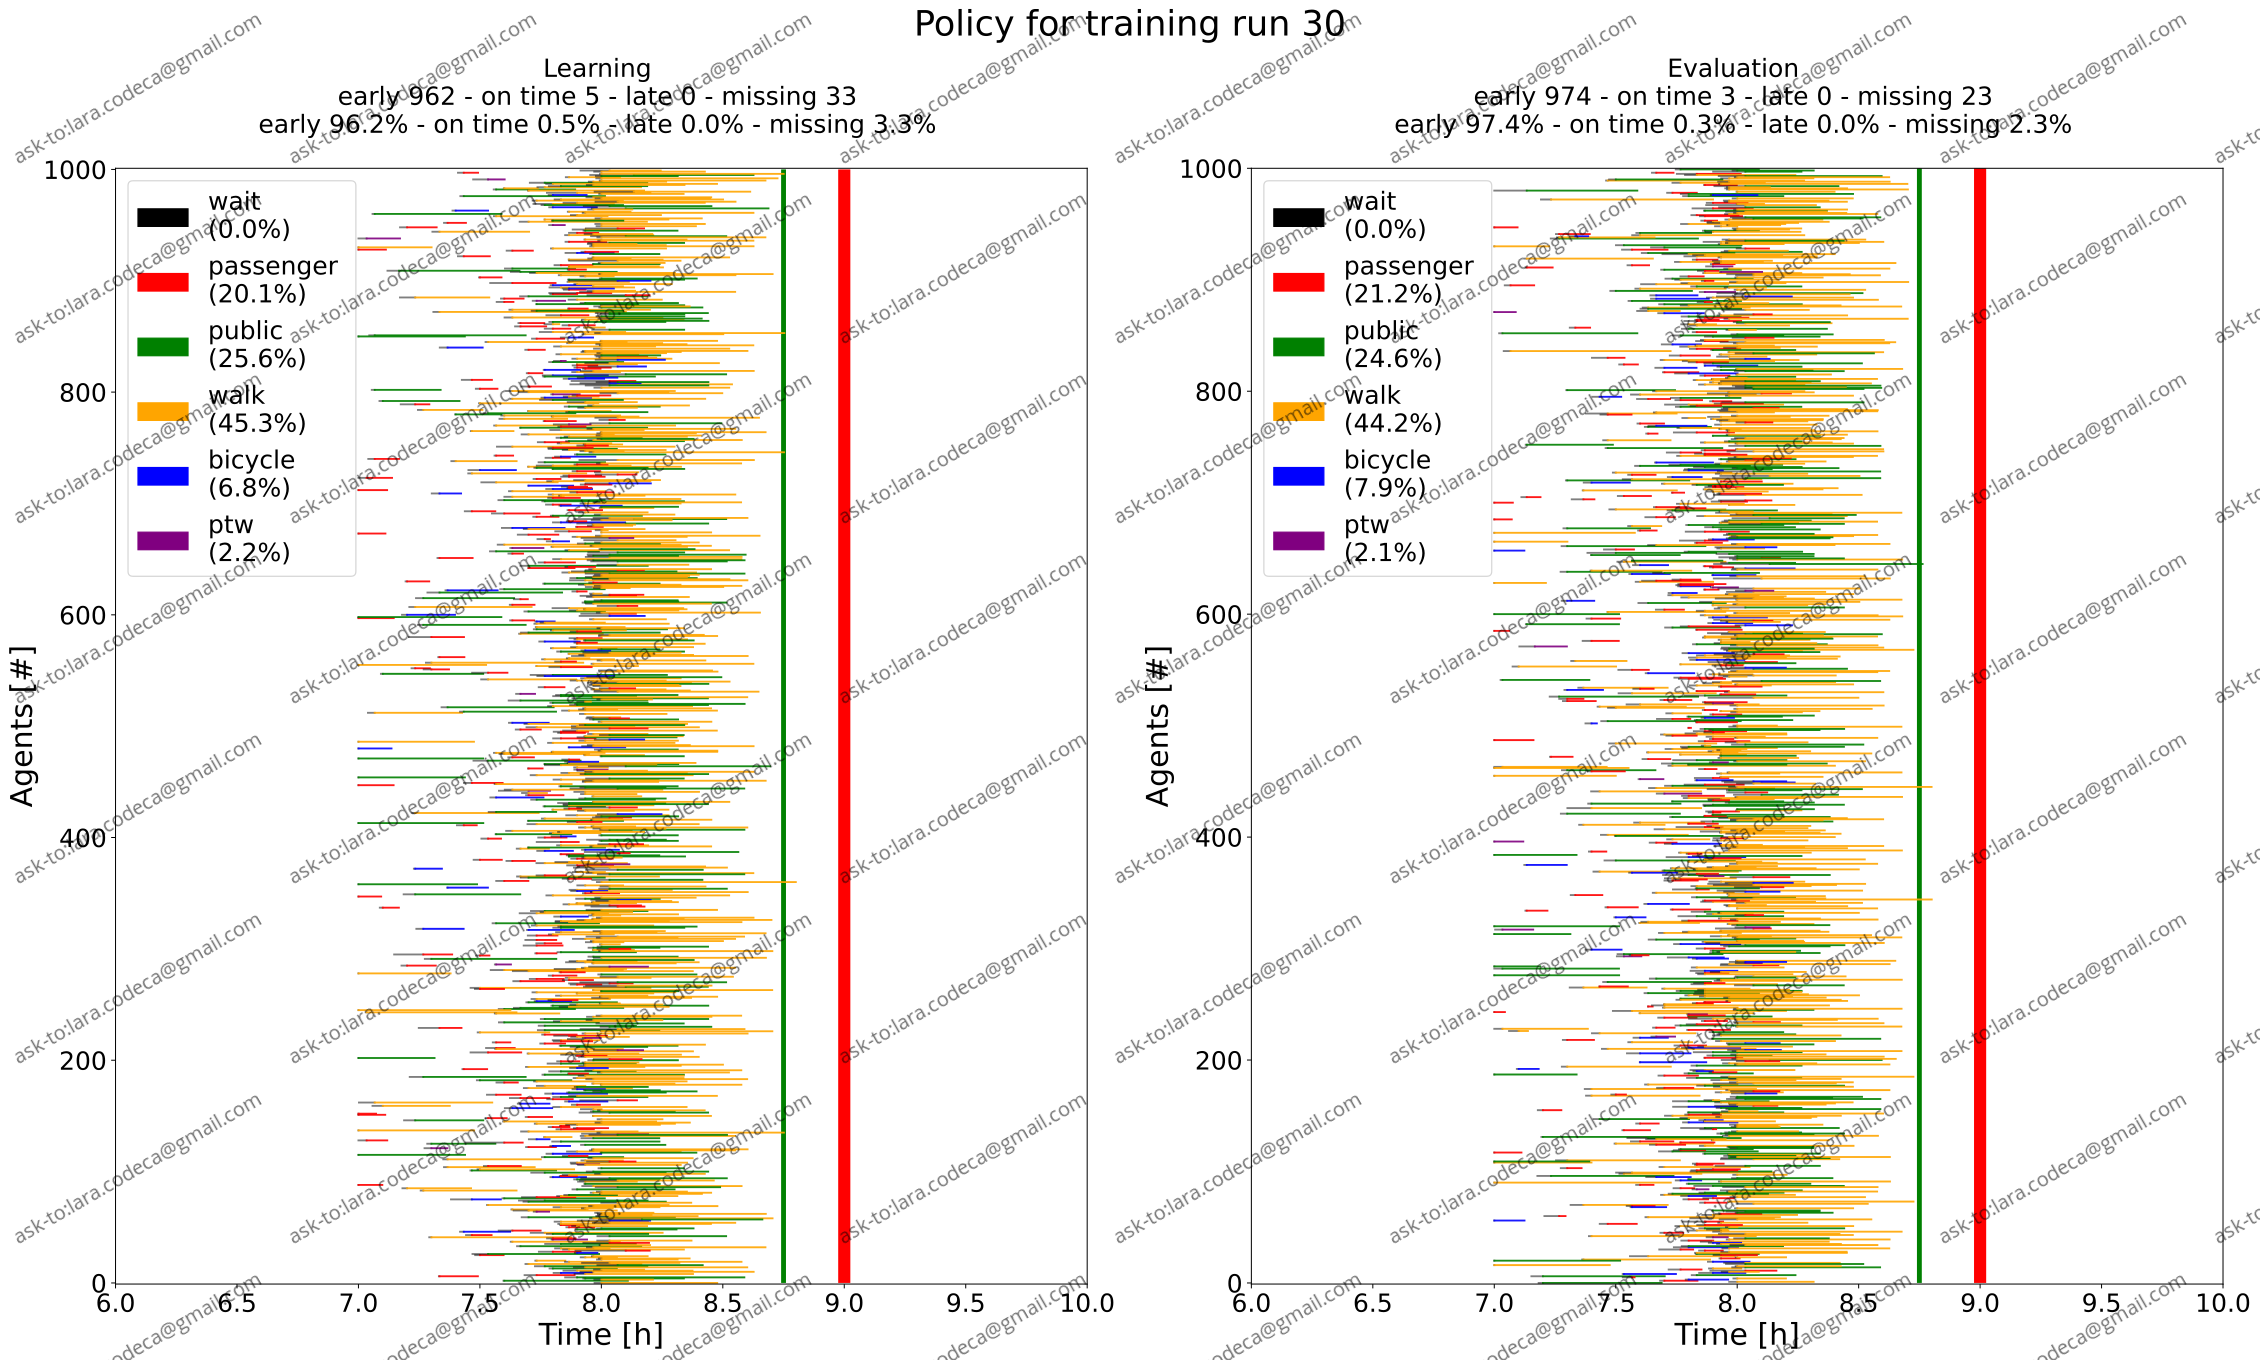 Policy for training run 30
Learning
early 962 - on time 5 - late 0 - missing 33
early 96.2% - on time 0.5% - late 0.0% - missing 3.3%
wait
(0.0%)
passenger
(20.1%)
public
(25.6%)
walk
(45.3%)
bicycle
(6.8%)
ptw
(2.2%)
1000
800
600
400
200
0
Agents [#]
6.0 6.5 7.0 7.5 8.0 8.5 9.0 9.5 10.0
Time [h]
Evaluation
early 974 - on time 3 - late 0 - missing 23
early 97.4% - on time 0.3% - late 0.0% - missing 2.3%
wait
(0.0%)
passenger
(21.2%)
public
(24.6%)
walk
(44.2%)
bicycle
(7.9%)
ptw
(2.1%)
1000
800
600
400
200
0
Agents [#]
6.0 6.5 7.0 7.5 8.0 8.5 9.0 9.5 10.0
Time [h]
ask-to:lara.codeca@gmail.com